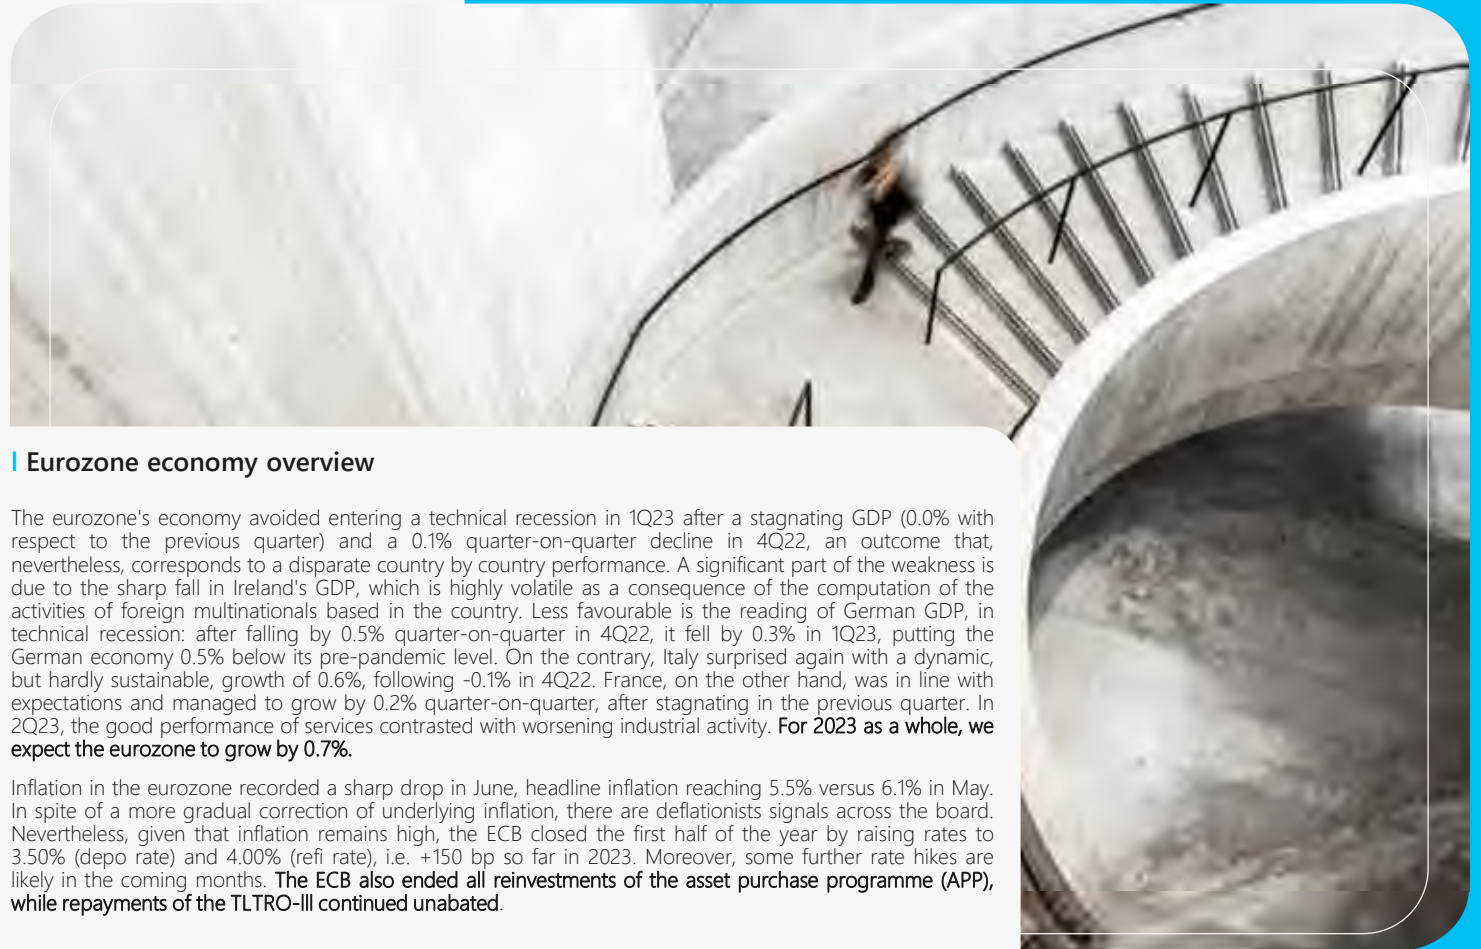 Eurozone economy overview
The eurozone's economy avoided entering a technical recession in 1Q23 after a stagnating GDP (0.0% with
respect to the previous quarter) and a 0.1% quarter-on-quarter decline in 4Q22, an outcome that,
nevertheless, corresponds to a disparate country by country performance. A significant part of the weakness is
due to the sharp fall in Ireland's GDP, which is highly volatile as a consequence of the computation of the
activities of foreign multinationals based in the country. Less favourable is the reading of German GDP, in
technical recession: after falling by 0.5% quarter-on-quarter in 4Q22, it fell by 0.3% in 1Q23, putting the
German economy 0.5% below its pre-pandemic level. On the contrary, Italy surprised again with a dynamic,
but hardly sustainable, growth of 0.6%, following -0.1% in 4Q22. France, on the other hand, was in line with
expectations and managed to grow by 0.2% quarter-on-quarter, after stagnating in the previous quarter. In
2Q23, the good performance of services contrasted with worsening industrial activity. For 2023 as a whole, we
expect the eurozone to grow by 0.7%.
Inflation in the eurozone recorded a sharp drop in June, headline inflation reaching 5.5% versus 6.1% in May.
In spite of a more gradual correction of underlying inflation, there are deflationists signals across the board.
Nevertheless, given that inflation remains high, the ECB closed the first half of the year by raising rates to
3.50% (depo rate) and 4.00% (refi rate), i.e. +150 bp so far in 2023. Moreover, some further rate hikes are
likely in the coming months. The ECB also ended all reinvestments of the asset purchase programme (APP),
while repayments of the TLTRO-lll continued unabated.